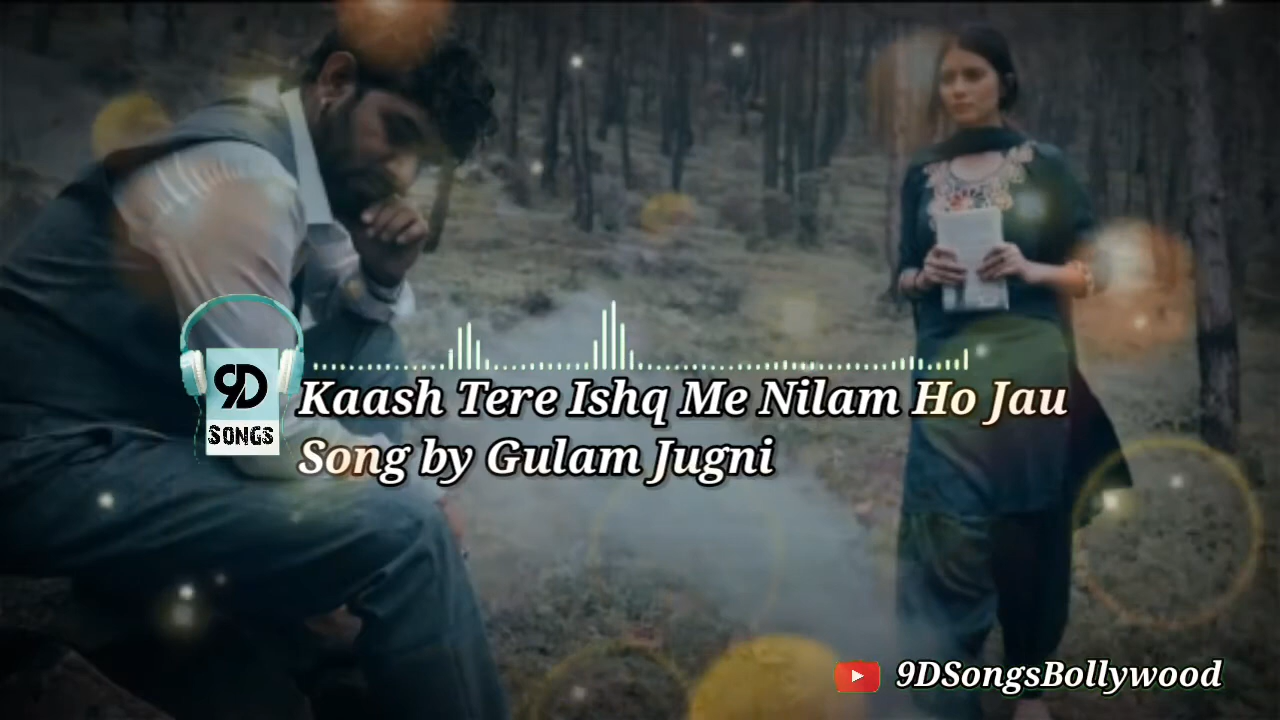 9D
SONGS
Kaash Tere Ishq Me Nilam Ho Jau
Song by Gulam Jugni
9DSongsBollywood